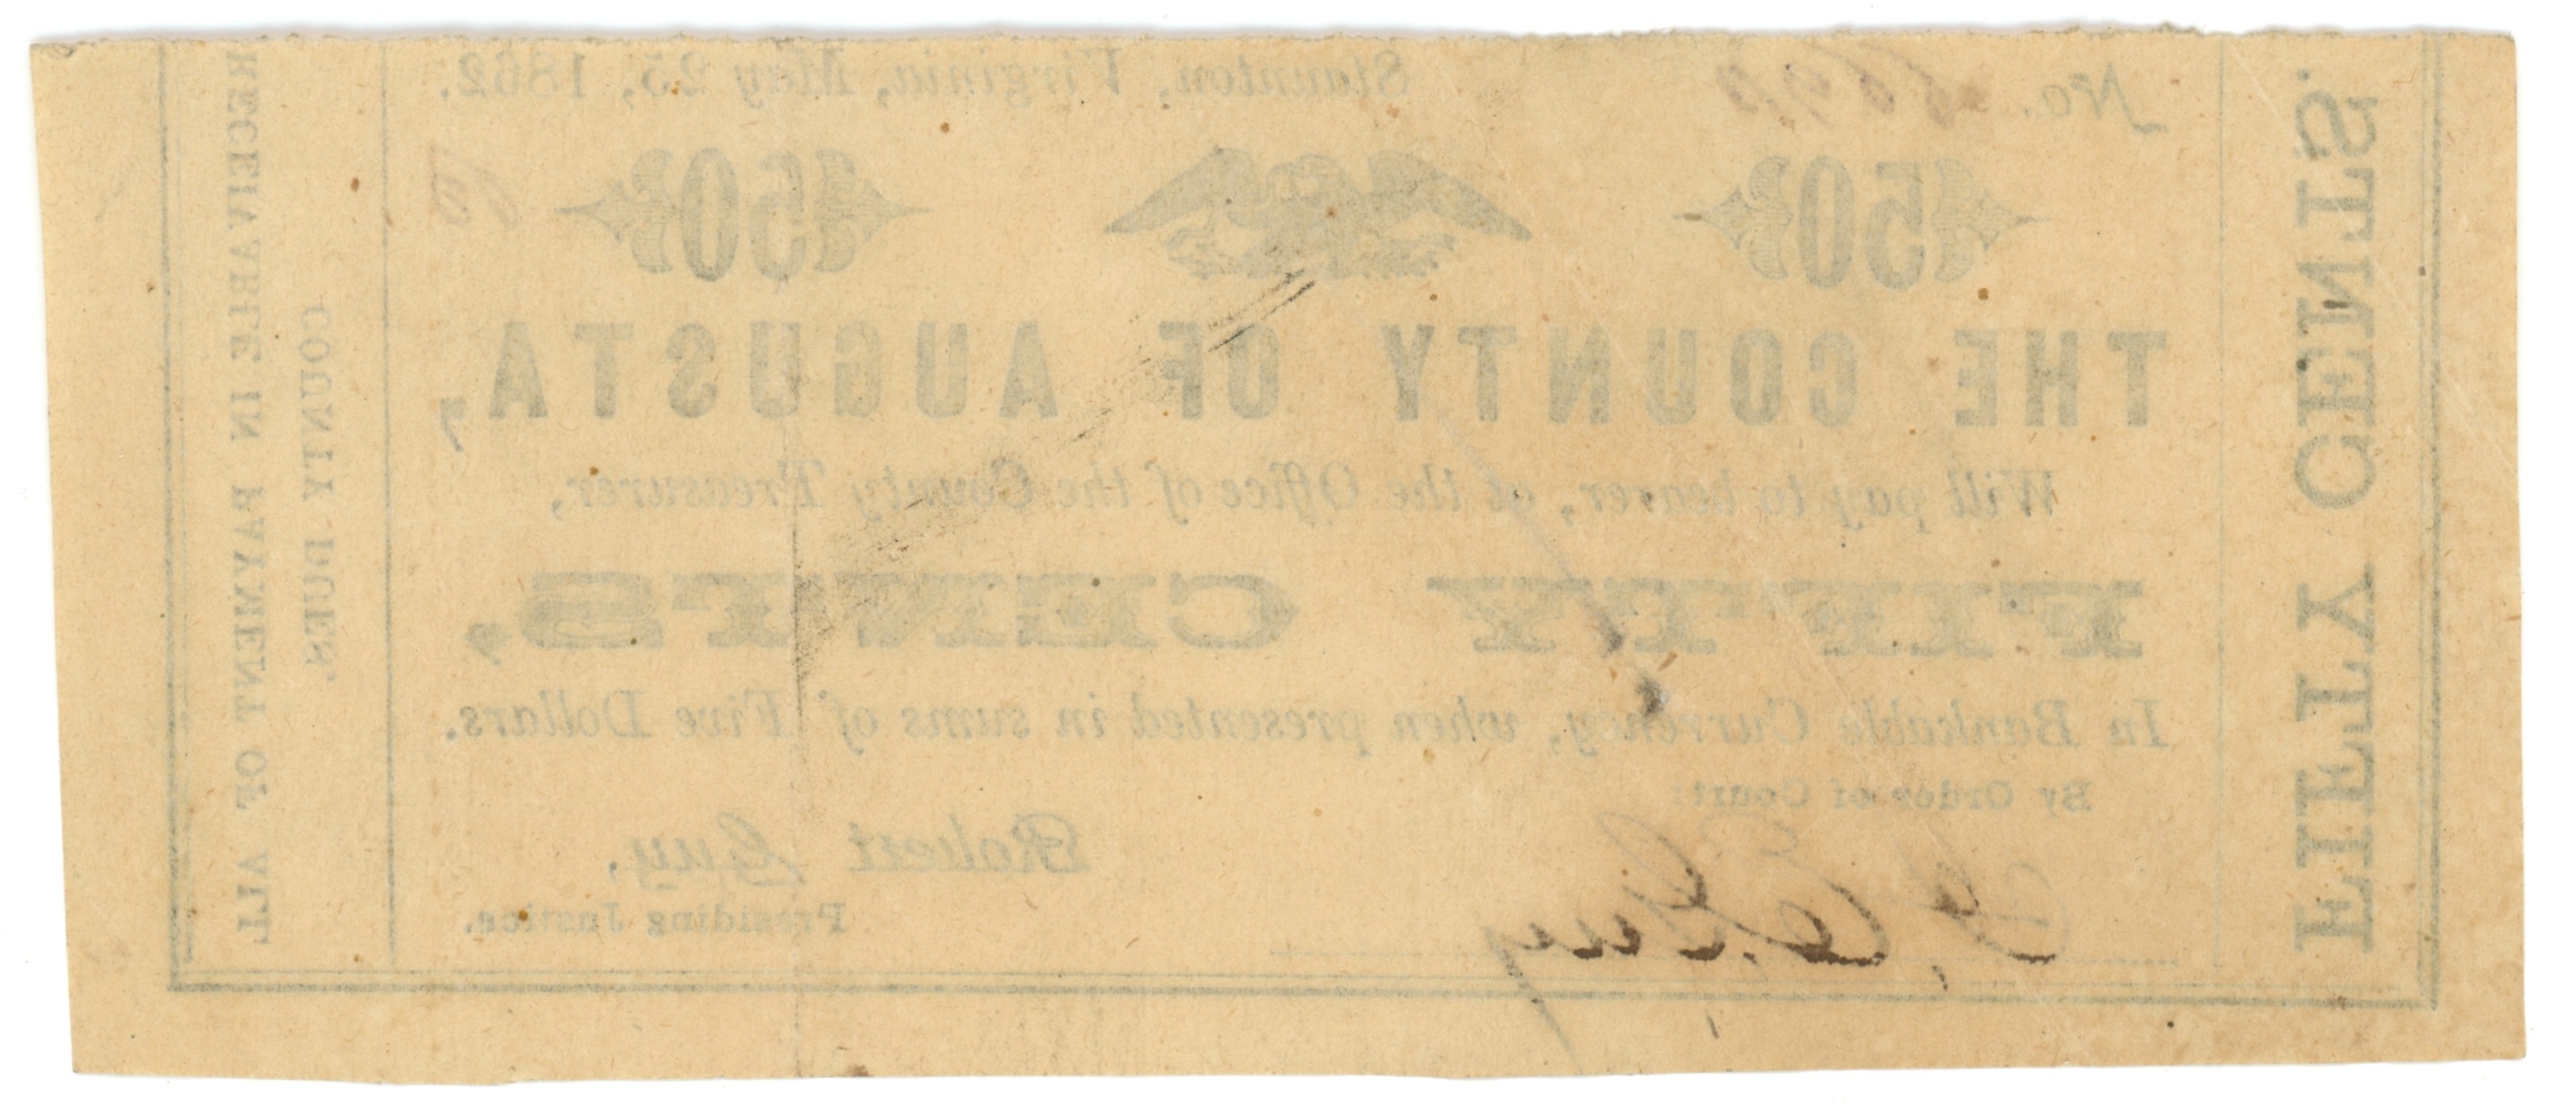 No.
Staunton, Virginia, May 25, 1862.
50
50
THE COUNTY OF AUGUSTA,
Will pay to bearer, at the Office of the County Treasurer,
FIFTY CENTS,
In Bankable Currency, when presented in sums of Five Dollars.
By Order of Court:
Robert Guy,
Presiding Justice.
FIFTY CENTS.
RECEIVABLE IN PAYMENT OF ALL
COUNTY DUES.